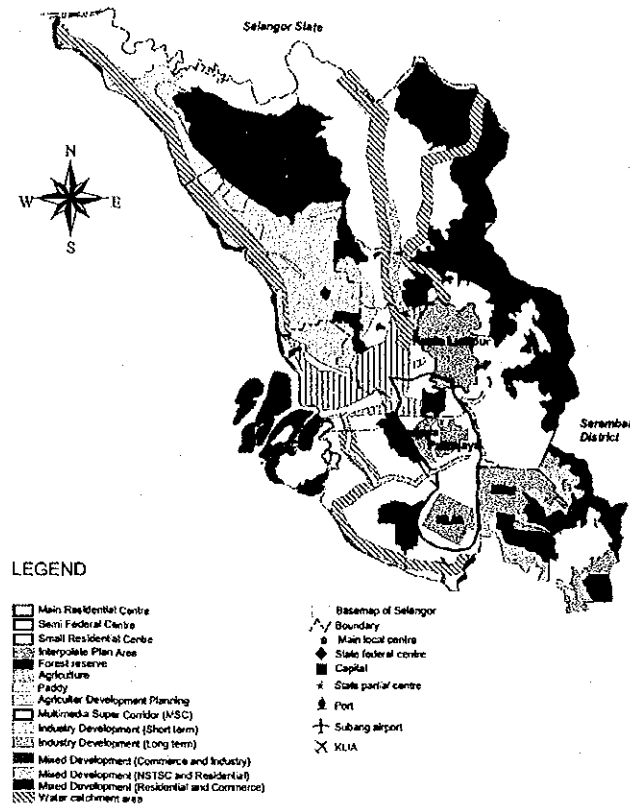 Selangor State
N
W E
S
Kuala Lumpur
Seremban
District
KLIA
LEGEND
Main Residential Centre
Semi Federal Centre
Small Residential Centre
Interpolate Plan Area
Forest reserve
Agriculture
Paddy
Agriculter Development Planning
Multimedia Super Corridor (MSC)
Industry Development (Short term)
Industry Development (Long term)
Mixed Development (Commerce and Industry)
Mixed Development (NSTSC and Residential)
Mixed Development (Residential and Commerce)
Water catchment area
Basemap of Selangor
Boundary
Main local centre
State federal centre
Capital
State partial centre
Port
Subang airport
KLIA